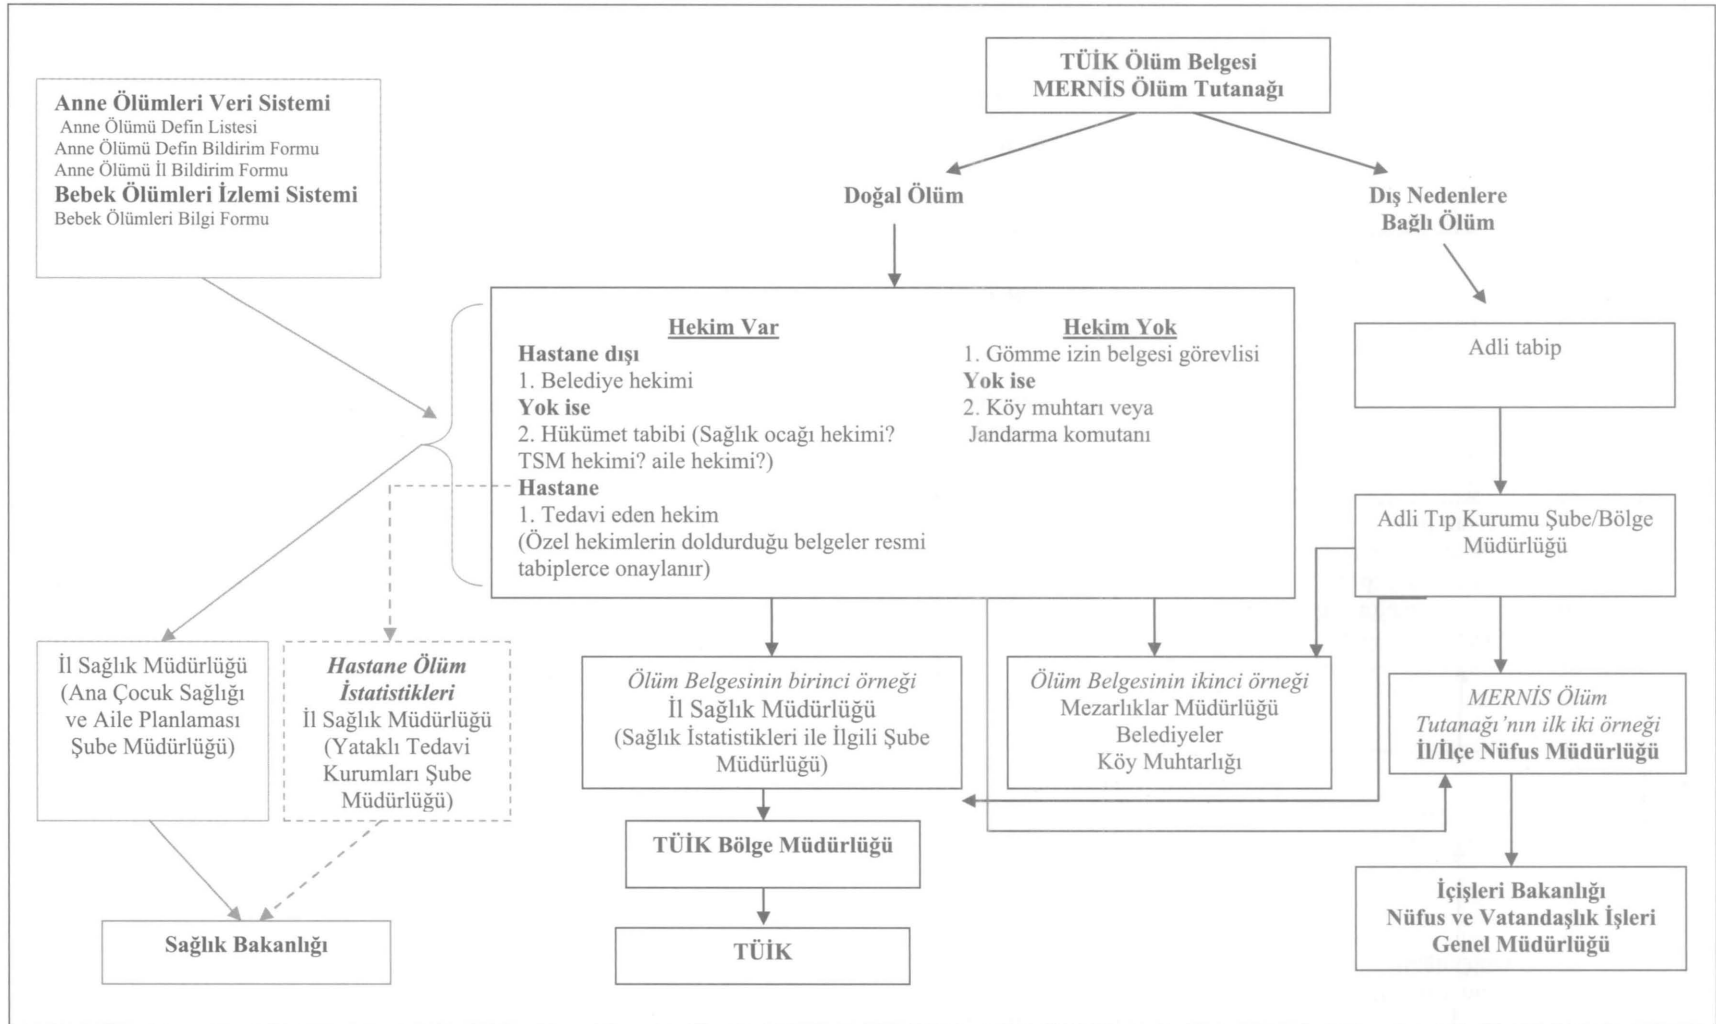 TÜİK Ölüm Belgesi
MERNİS Ölüm Tutanağı
Anne Ölümleri Veri Sistemi
Anne Ölümü Defin Listesi
Anne Ölümü Defin Bildirim Formu
Anne Ölümü İl Bildirim Formu
Bebek Ölümleri İzlemi Sistemi
Bebek Ölümleri Bilgi Formu
Doğal Ölüm
Dış Nedenlere
Bağlı Ölüm
Hekim Var
Hastane dışı
1. Belediye hekimi
Yok ise
2. Hükümet tabibi (Sağlık ocağı hekimi?
TSM hekimi? aile hekimi?)
Hastane
1. Tedavi eden hekim
(Özel hekimlerin doldurduğu belgeler resmi
tabiplerce onaylanır)
Hekim Yok
1. Gömme izin belgesi görevlisi
Yok ise
2. Köy muhtarı veya
Jandarma komutanı
Adli tabip
Adli Tıp Kurumu Şube/Bölge
Müdürlüğü
İl Sağlık Müdürlüğü
(Ana Çocuk Sağlığı
ve Aile Planlaması
Şube Müdürlüğü)
Hastane Ölüm
İstatistikleri
İl Sağlık Müdürlüğü
(Yataklı Tedavi
Kurumları Şube
Müdürlüğü)
Ölüm Belgesinin birinci örneği
İl Sağlık Müdürlüğü
(Sağlık İstatistikleri ile İlgili Şube
Müdürlüğü)
Ölüm Belgesinin ikinci örneği
Mezarlıklar Müdürlüğü
Belediyeler
Köy Muhtarlığı
MERNİS Ölüm
Tutanağı'nın ilk iki örneği
İl/İlçe Nüfus Müdürlüğü
TÜİK Bölge Müdürlüğü
Sağlık Bakanlığı
TÜİK
İçişleri Bakanlığı
Nüfus ve Vatandaşlık İşleri
Genel Müdürlüğü